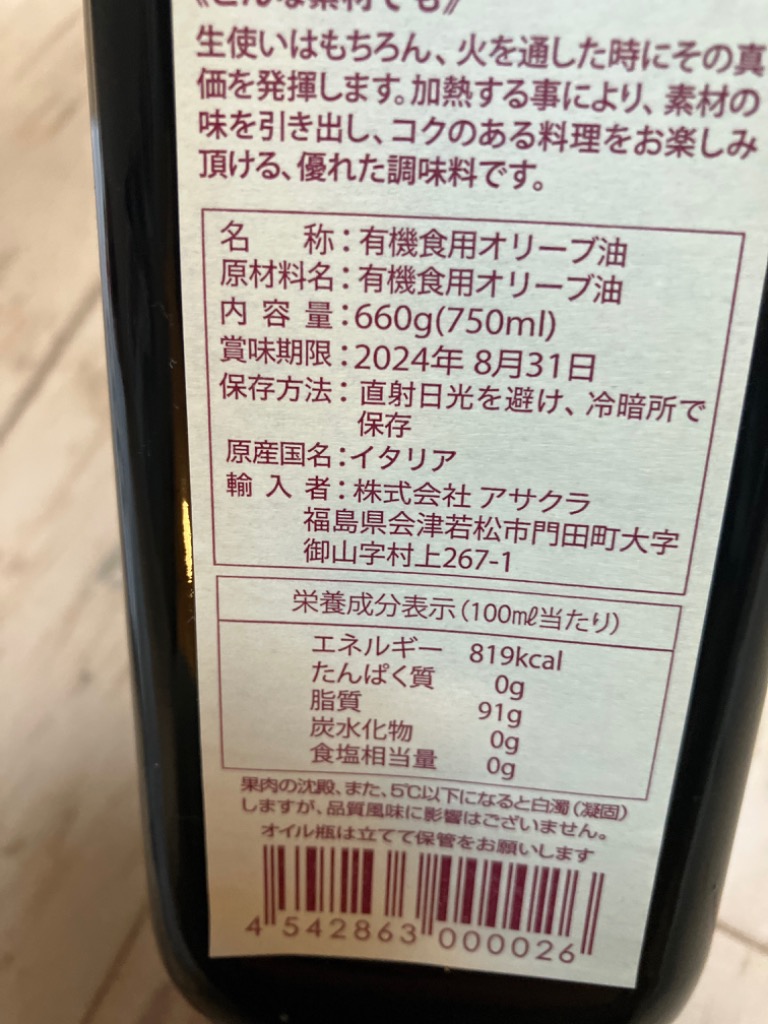 《どんな素材でも》
生使いはもちろん、火を通した時にその真
価を発揮します。加熱する事により、素材の
味を引き出し、コクのある料理をお楽しみ
頂ける、優れた調味料です。
名　　称：有機食用オリーブ油
原材料名：有機食用オリーブ油
内 容 量：660g(750ml)
賞味期限：2024年 8月31日
保存方法：直射日光を避け、冷暗所で
保存
原産国名：イタリア
輸 入 者：株式会社 アサクラ
福島県会津若松市門田町大字
御山字村上267-1
栄養成分表示（100㎖当たり）
エネルギー　819kcal
たんぱく質　0g
脂質　91g
炭水化物　0g
食塩相当量　0g
果肉の沈殿、また、5℃以下になると白濁（凝固）
しますが、品質風味に影響はございません。
オイル瓶は立てて保管をお願いします
4 542863 000026